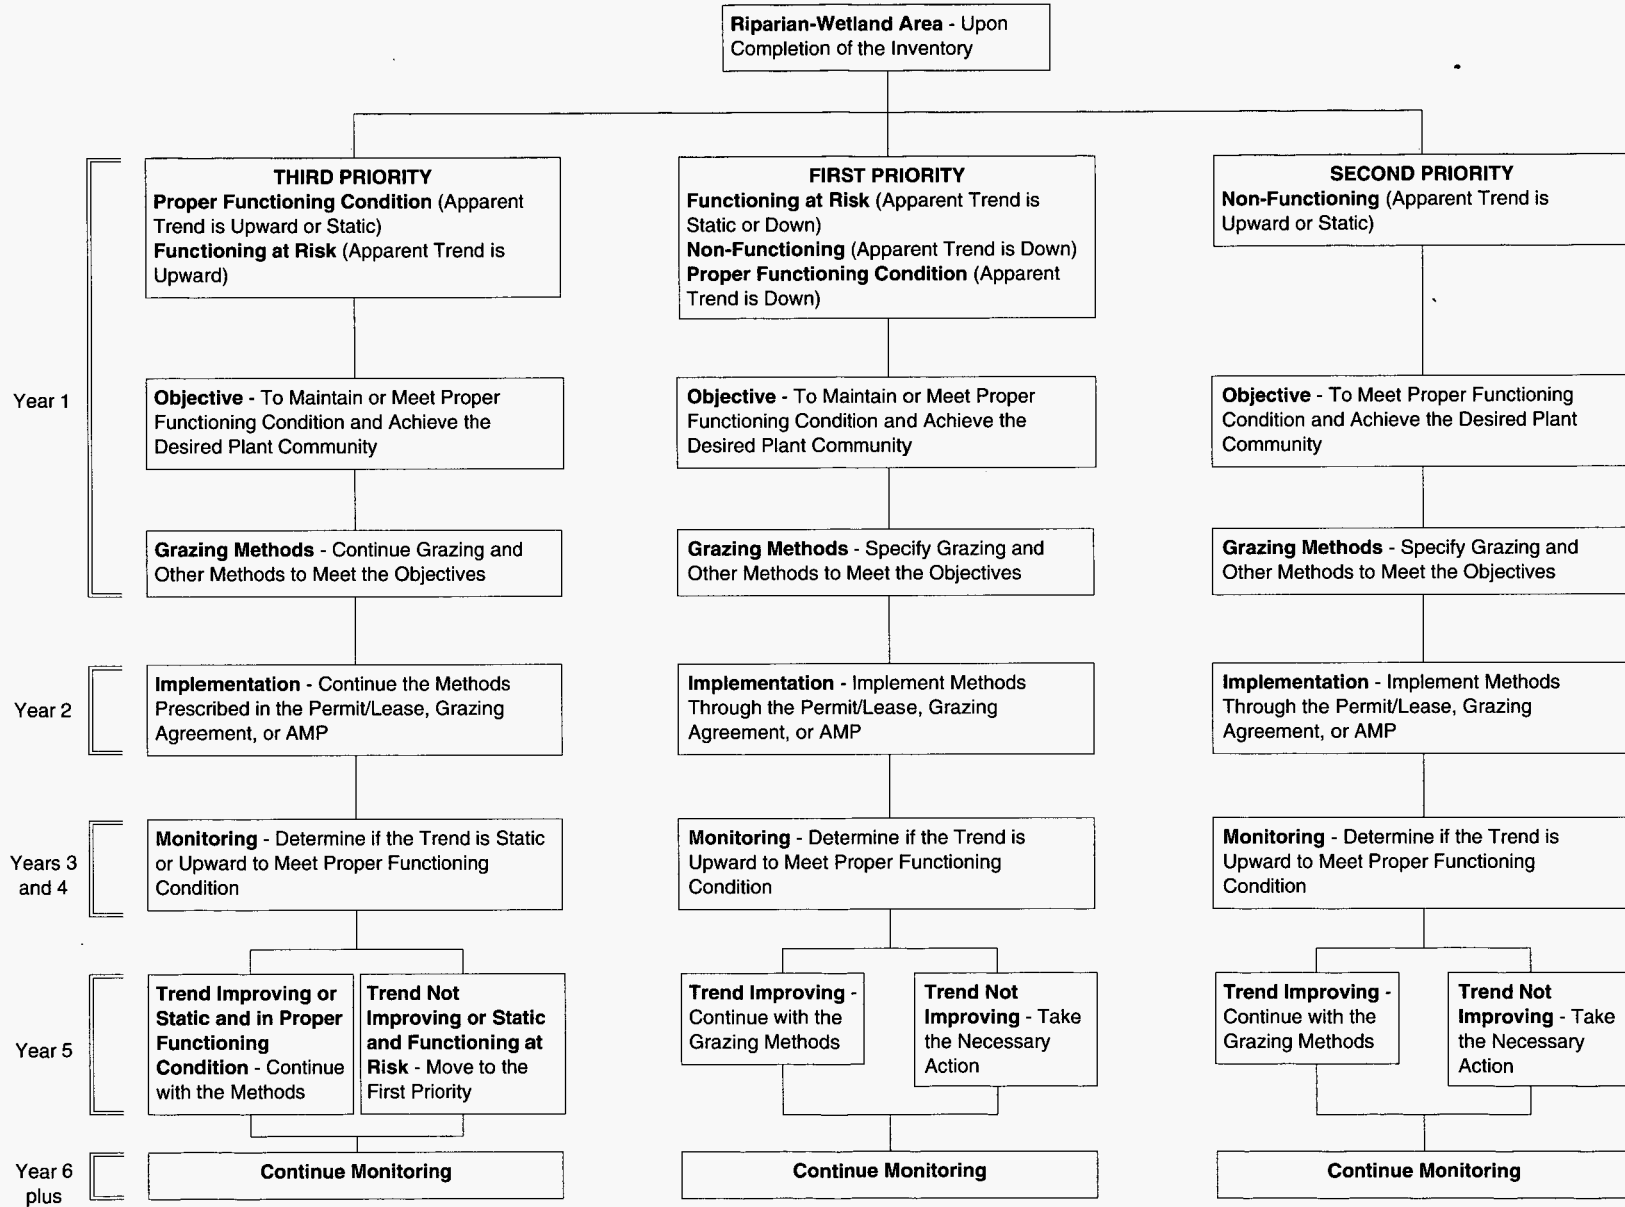 Riparian-Wetland Area - Upon
Completion of the Inventory
Year 1
THIRD PRIORITY
Proper Functioning Condition (Apparent
Trend is Upward or Static)
Functioning at Risk (Apparent Trend is
Upward)
FIRST PRIORITY
Functioning at Risk (Apparent Trend is
Static or Down)
Non-Functioning (Apparent Trend is Down)
Proper Functioning Condition (Apparent
Trend is Down)
SECOND PRIORITY
Non-Functioning (Apparent Trend is
Upward or Static)
Objective - To Maintain or Meet Proper
Functioning Condition and Achieve the
Desired Plant Community
Objective - To Maintain or Meet Proper
Functioning Condition and Achieve the
Desired Plant Community
Objective - To Meet Proper Functioning
Condition and Achieve the Desired Plant
Community
Grazing Methods - Continue Grazing and
Other Methods to Meet the Objectives
Grazing Methods - Specify Grazing and
Other Methods to Meet the Objectives
Grazing Methods - Specify Grazing and
Other Methods to Meet the Objectives
Year 2
Implementation - Continue the Methods
Prescribed in the Permit/Lease, Grazing
Agreement, or AMP
Implementation - Implement Methods
Through the Permit/Lease, Grazing
Agreement, or AMP
Implementation - Implement Methods
Through the Permit/Lease, Grazing
Agreement, or AMP
Years 3
and 4
Monitoring - Determine if the Trend is Static
or Upward to Meet Proper Functioning
Condition
Monitoring - Determine if the Trend is
Upward to Meet Proper Functioning
Condition
Monitoring - Determine if the Trend is
Upward to Meet Proper Functioning
Condition
Year 5
Trend Improving or
Static and in Proper
Functioning
Condition - Continue
with the Methods
Trend Not
Improving or Static
and Functioning at
Risk - Move to the
First Priority
Trend Improving -
Continue with the
Grazing Methods
Trend Not
Improving - Take
the Necessary
Action
Trend Improving -
Continue with the
Grazing Methods
Trend Not
Improving - Take
the Necessary
Action
Year 6
plus
Continue Monitoring
Continue Monitoring
Continue Monitoring